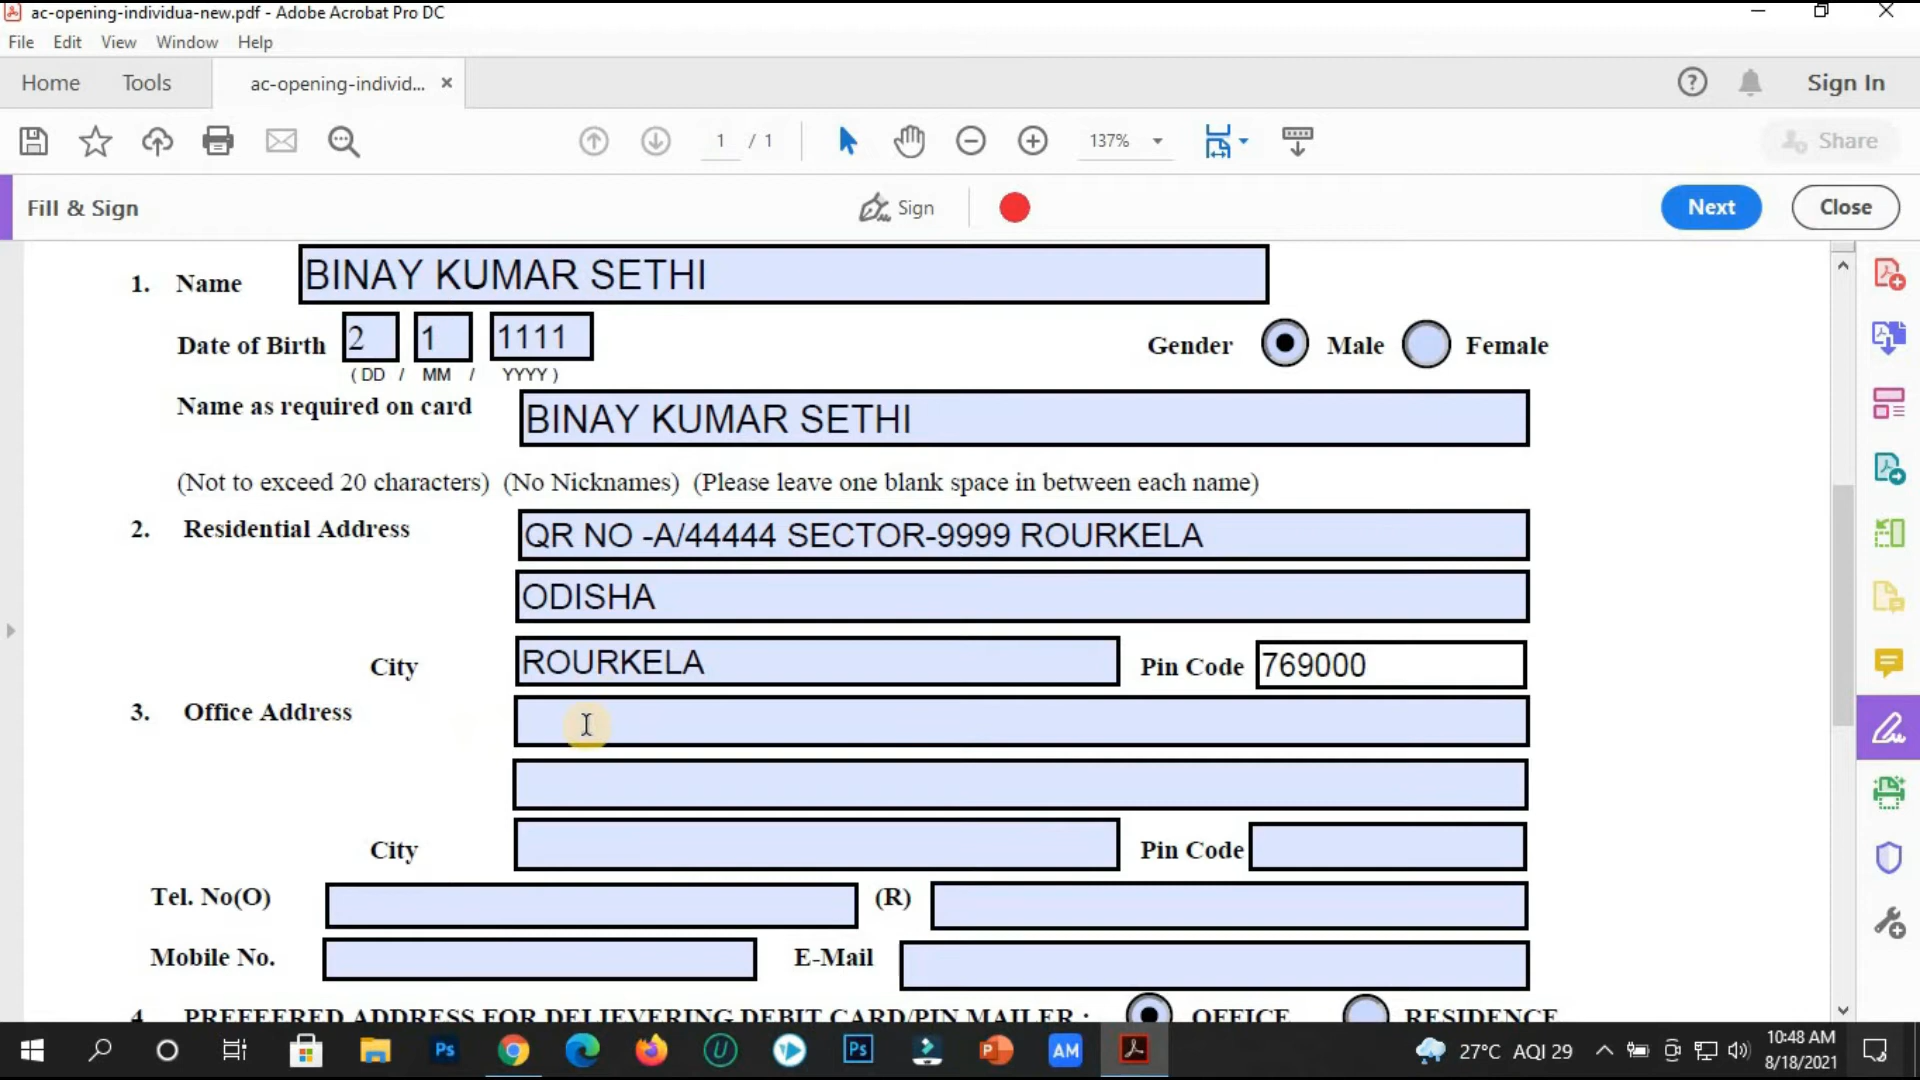 ac-opening-individua-new.pdf - Adobe Acrobat Pro DC
File Edit View Window Help
Home Tools ac-opening-individ... × Sign In
1 / 1 137% Share
Fill & Sign Sign Next Close
1. Name BINAY KUMAR SETHI
Date of Birth 2 1 1111 Gender Male Female
( DD / MM / YYYY )
Name as required on card BINAY KUMAR SETHI
(Not to exceed 20 characters) (No Nicknames) (Please leave one blank space in between each name)
2. Residential Address QR NO -A/44444 SECTOR-9999 ROURKELA
ODISHA
City ROURKELA Pin Code 769000
3. Office Address
City Pin Code
Tel. No(O) (R)
Mobile No. E-Mail
4 PREFERRED ADDRESS FOR DELIEVERING DEBIT CARD/PIN MAILER : OFFICE RESIDENCE
Ps U Ps P AM 27°C AQI 29 10:48 AM
8/18/2021